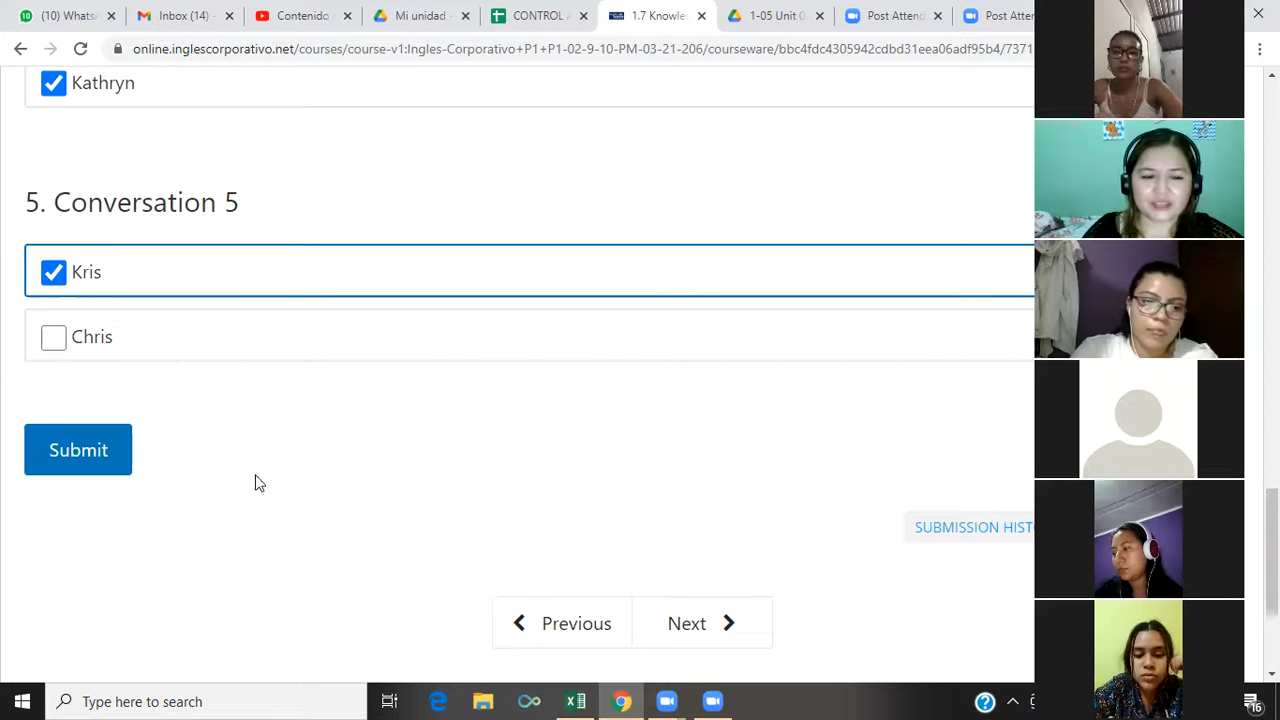 (10) Whats
Inbox (14) -
Contenido
Mi unidad
CONTROL A
1.7 Knowle
1-05 Unit 0
Post Attend
Post Atten
online.inglescorporativo.net/courses/course-v1:Ingles-Corporativo+P1+P1-02-9-10-PM-03-21-206/courseware/bbc4fdc4305942cdbd31eea06adf95b4/7371
Kathryn
5. Conversation 5
Kris
Chris
Submit
SUBMISSION HIST
Previous
Next
Type here to search
16